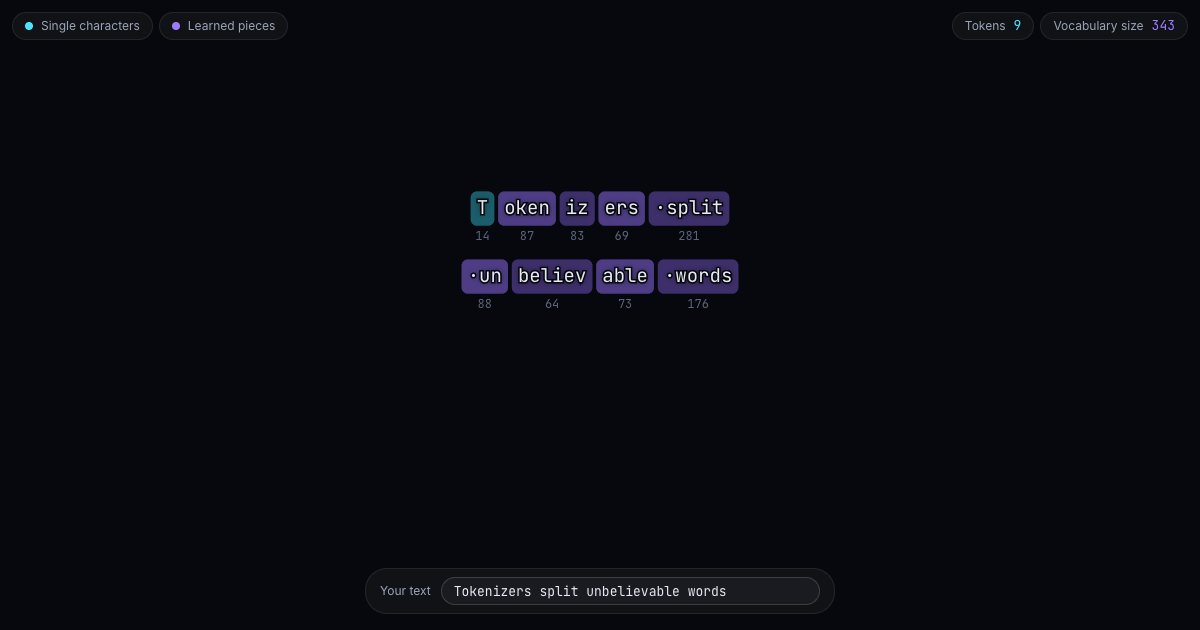 Single characters Learned pieces Tokens 9 Vocabulary size 343
T oken iz ers ·split
14 87 83 69 281
·un believ able ·words
88 64 73 176
Your text Tokenizers split unbelievable words